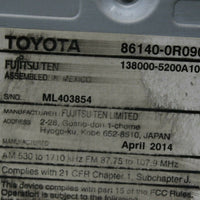 TOYOTA 86140-0R090
FUJITSU TEN 138000-5200A10
ASSEMBLED IN MEXICO
S/NO. ML403854
MANUFACTURER FUJITSU TEN LIMITED
ADDRESS 2-28, Gosho-dori 1-chome
Hyogo-ku, Kobe 652-8510, JAPAN
April 2014
AM 530 to 1710 kHz FM 87.75 to 107.9 MHz
Complies with 21 CFR Chapter 1, Subchapter J.
This device complies with part 15 of the FCC Rules.
Operation is subject to the following